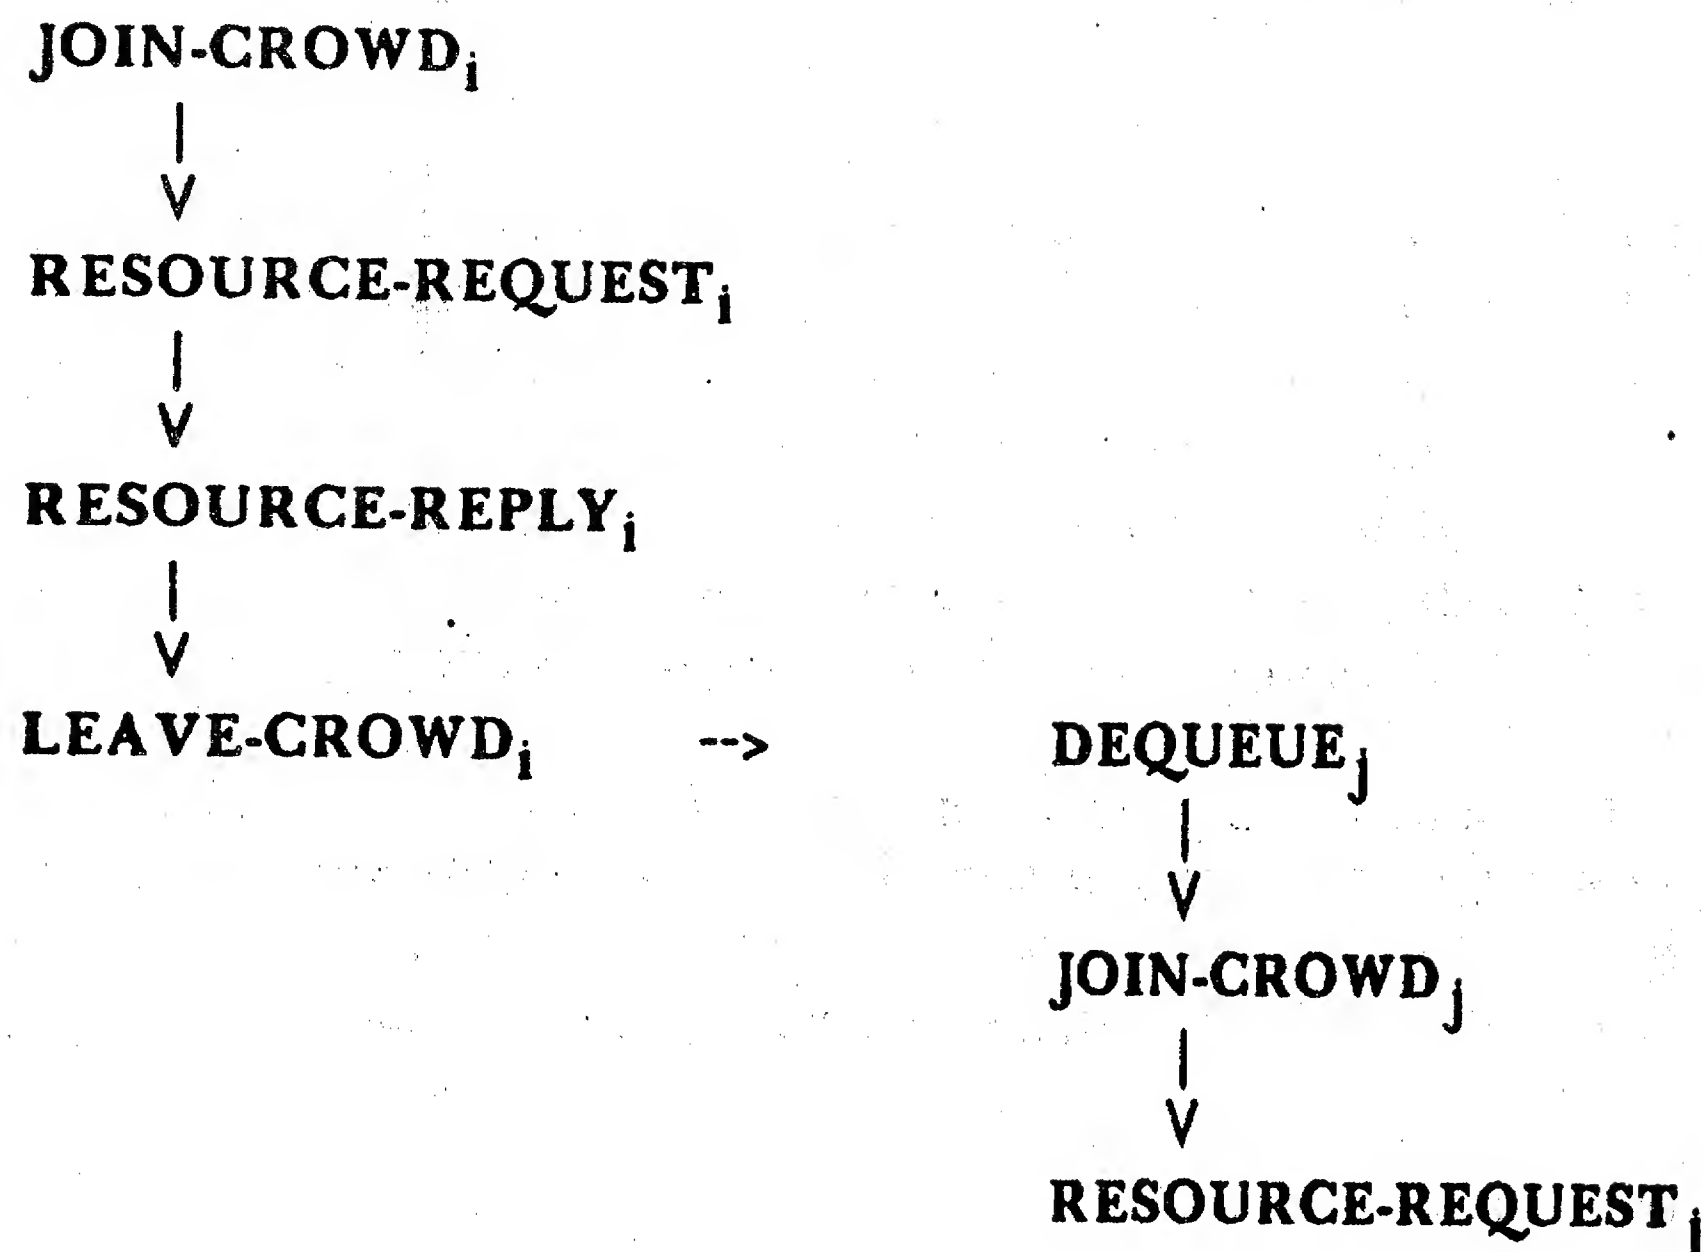 JOIN-CROWDi
|
V
RESOURCE-REQUESTi
|
V
RESOURCE-REPLYi
|
V
LEAVE-CROWDi --> DEQUEUEj
|
V
JOIN-CROWDj
|
V
RESOURCE-REQUESTj